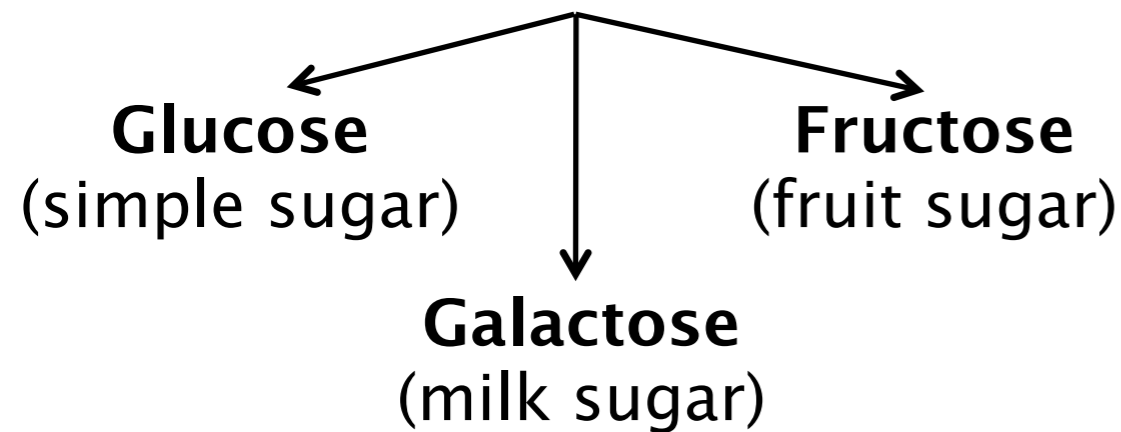 Glucose
(simple sugar)
Fructose
(fruit sugar)
Galactose
(milk sugar)